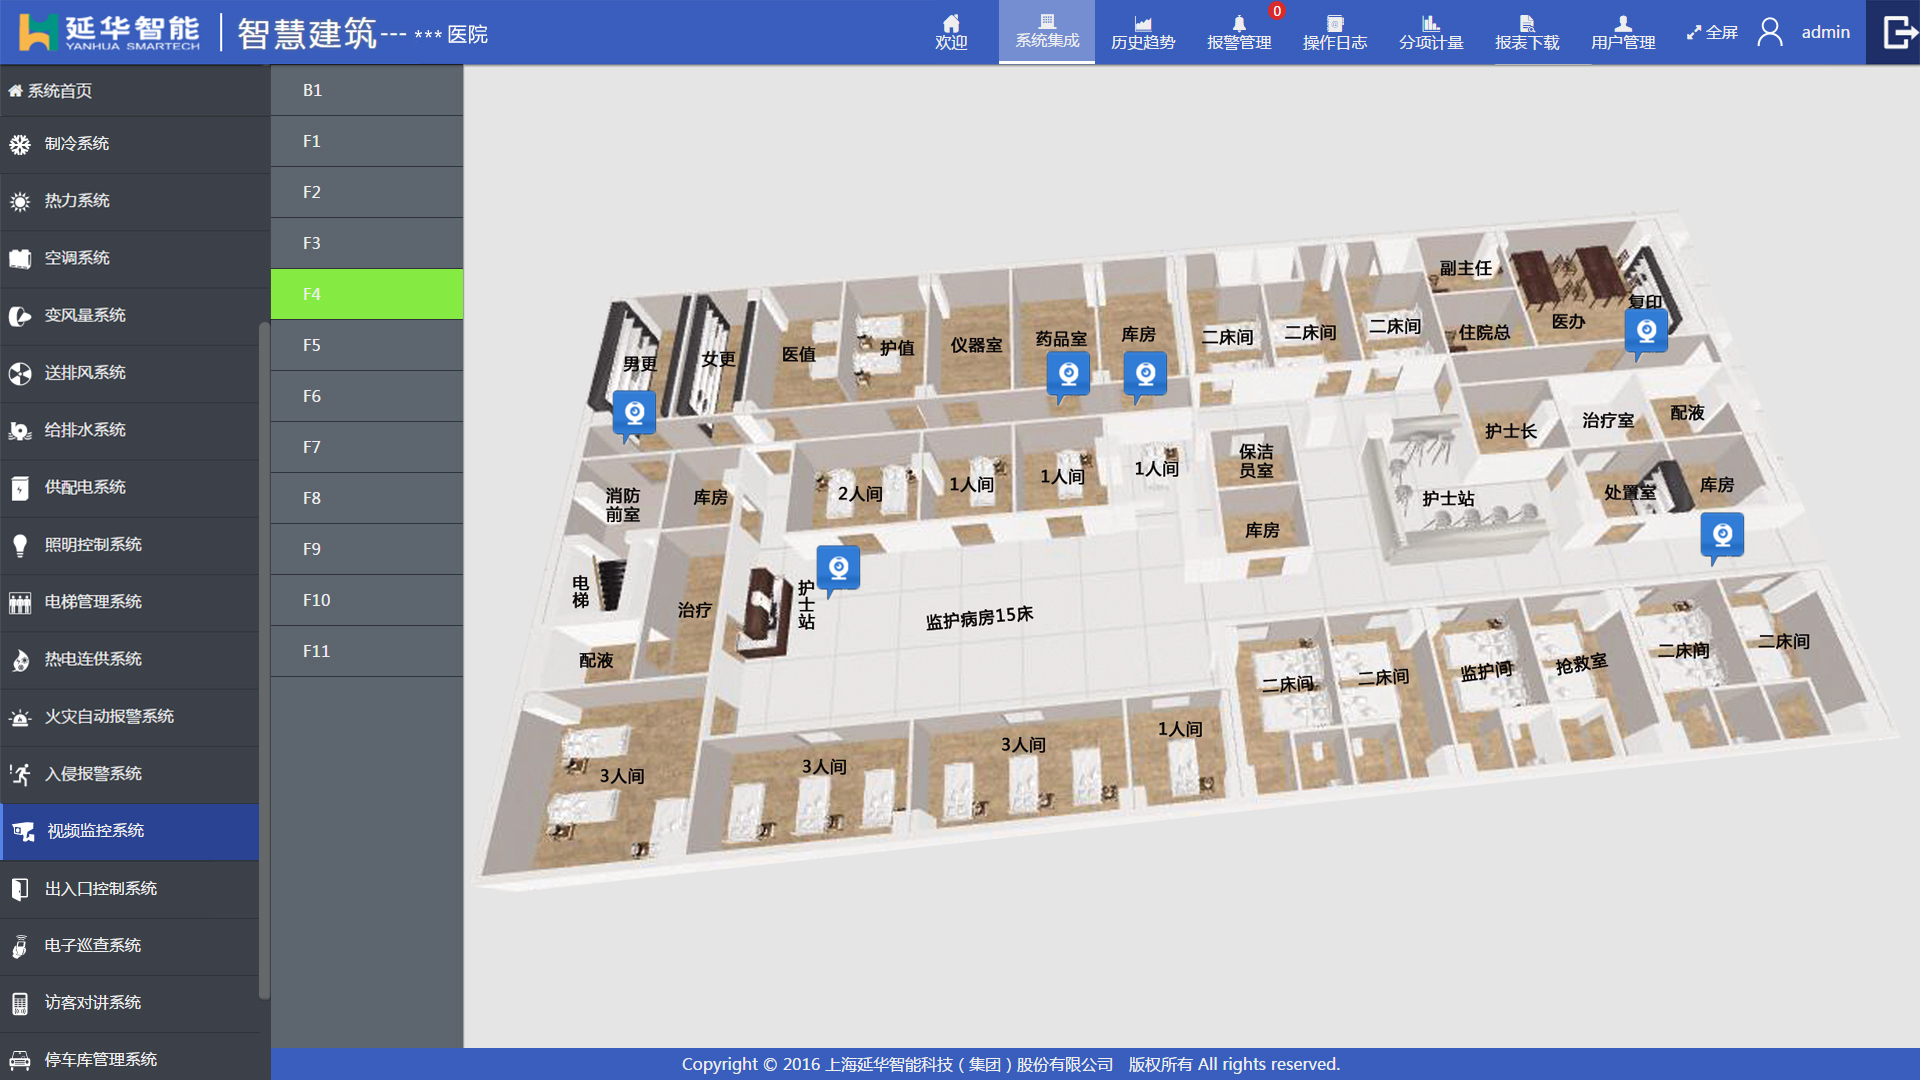 延华智能
YANHUA SMARTECH
智慧建筑--- *** 医院
欢迎
系统集成
历史趋势
0
报警管理
操作日志
分项计量
报表下载
用户管理
全屏
admin
系统首页
制冷系统
热力系统
空调系统
变风量系统
送排风系统
给排水系统
供配电系统
照明控制系统
电梯管理系统
热电连供系统
火灾自动报警系统
入侵报警系统
视频监控系统
出入口控制系统
电子巡查系统
访客对讲系统
停车库管理系统
B1
F1
F2
F3
F4
F5
F6
F7
F8
F9
F10
F11
男更
女更
医值
护值
仪器室
药品室
库房
二床间
二床间
二床间
副主任
住院总
医办
复印
消防
前室
库房
2人间
1人间
1人间
1人间
保洁
员室
库房
护士站
护士长
治疗室
配液
处置室
库房
电梯
治疗
护士站
配液
监护病房15床
3人间
3人间
3人间
1人间
二床间
二床间
监护间
抢救室
二床间
二床间
Copyright © 2016 上海延华智能科技（集团）股份有限公司 版权所有 All rights reserved.